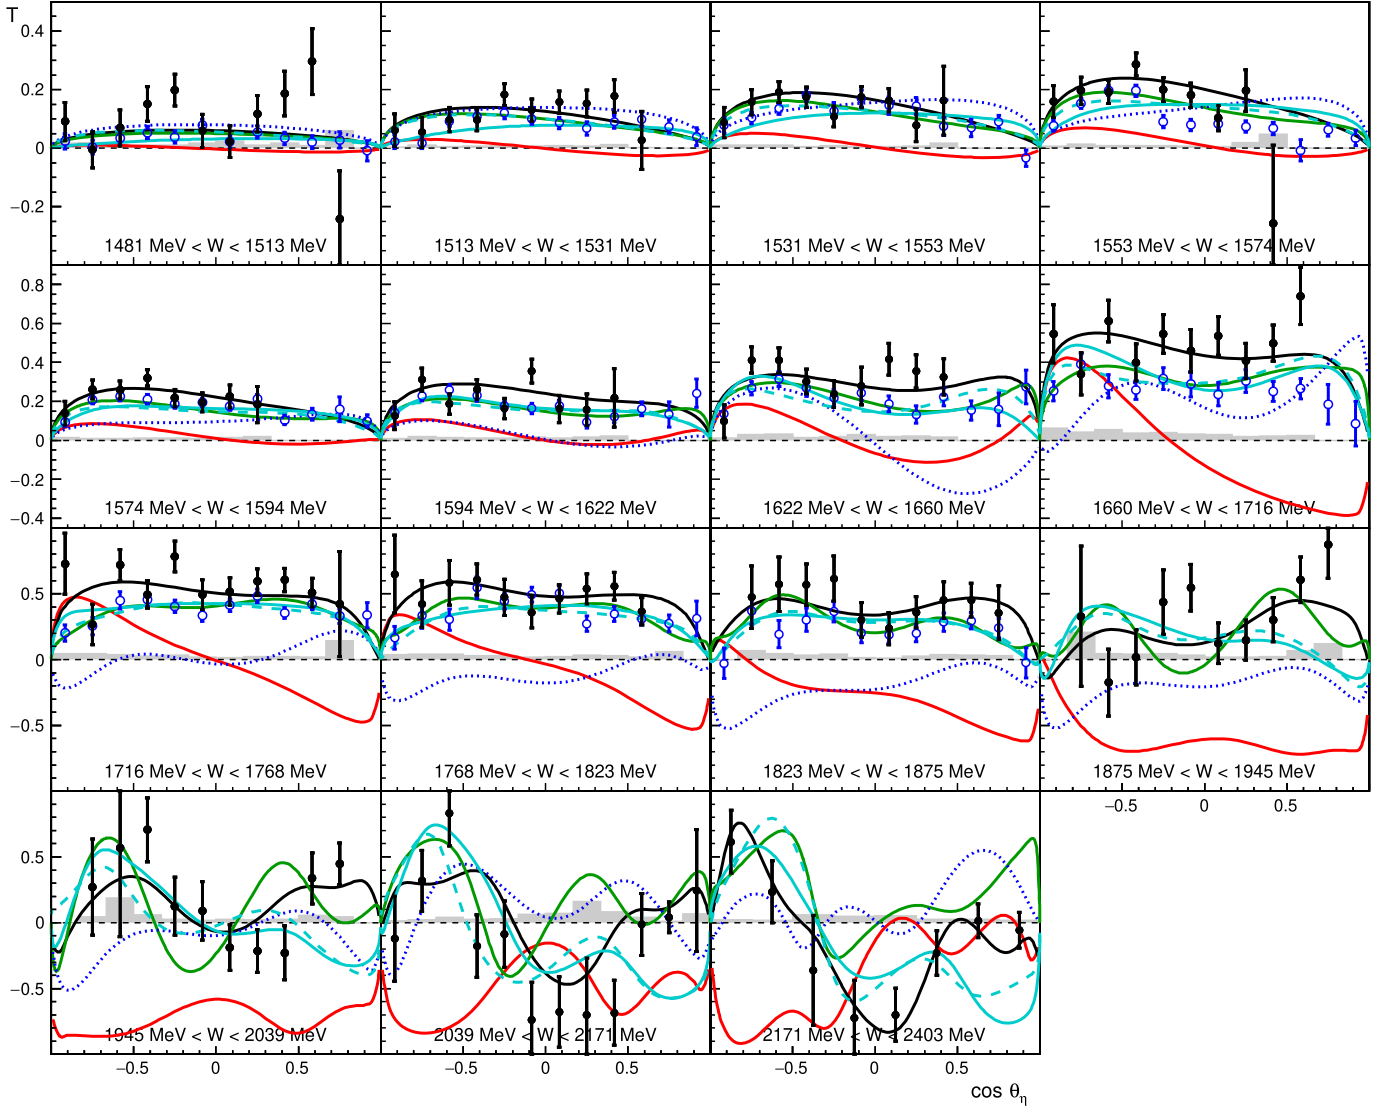 T
0.4
0.2
0
−0.2
1481 MeV < W < 1513 MeV
1513 MeV < W < 1531 MeV
1531 MeV < W < 1553 MeV
1553 MeV < W < 1574 MeV
0.8
0.6
0.4
0.2
0
−0.2
−0.4
1574 MeV < W < 1594 MeV
1594 MeV < W < 1622 MeV
1622 MeV < W < 1660 MeV
1660 MeV < W < 1716 MeV
0.5
0
−0.5
1716 MeV < W < 1768 MeV
1768 MeV < W < 1823 MeV
1823 MeV < W < 1875 MeV
1875 MeV < W < 1945 MeV
−0.5 0 0.5
0.5
0
−0.5
1945 MeV < W < 2039 MeV
2039 MeV < W < 2171 MeV
2171 MeV < W < 2403 MeV
−0.5 0 0.5
−0.5 0 0.5
−0.5 0 0.5
cos θη